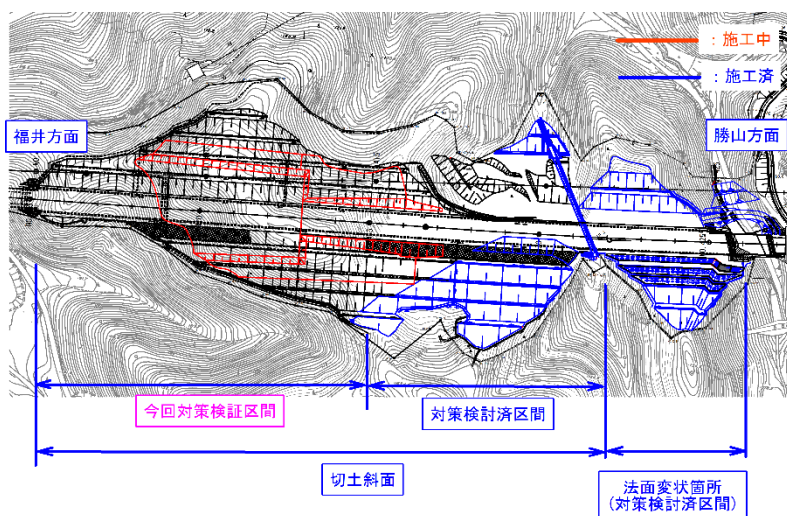 ：施工中
：施工済
福井方面
勝山方面
今回対策検証区間
対策検討済区間
切土斜面
法面変状箇所
(対策検討済区間)